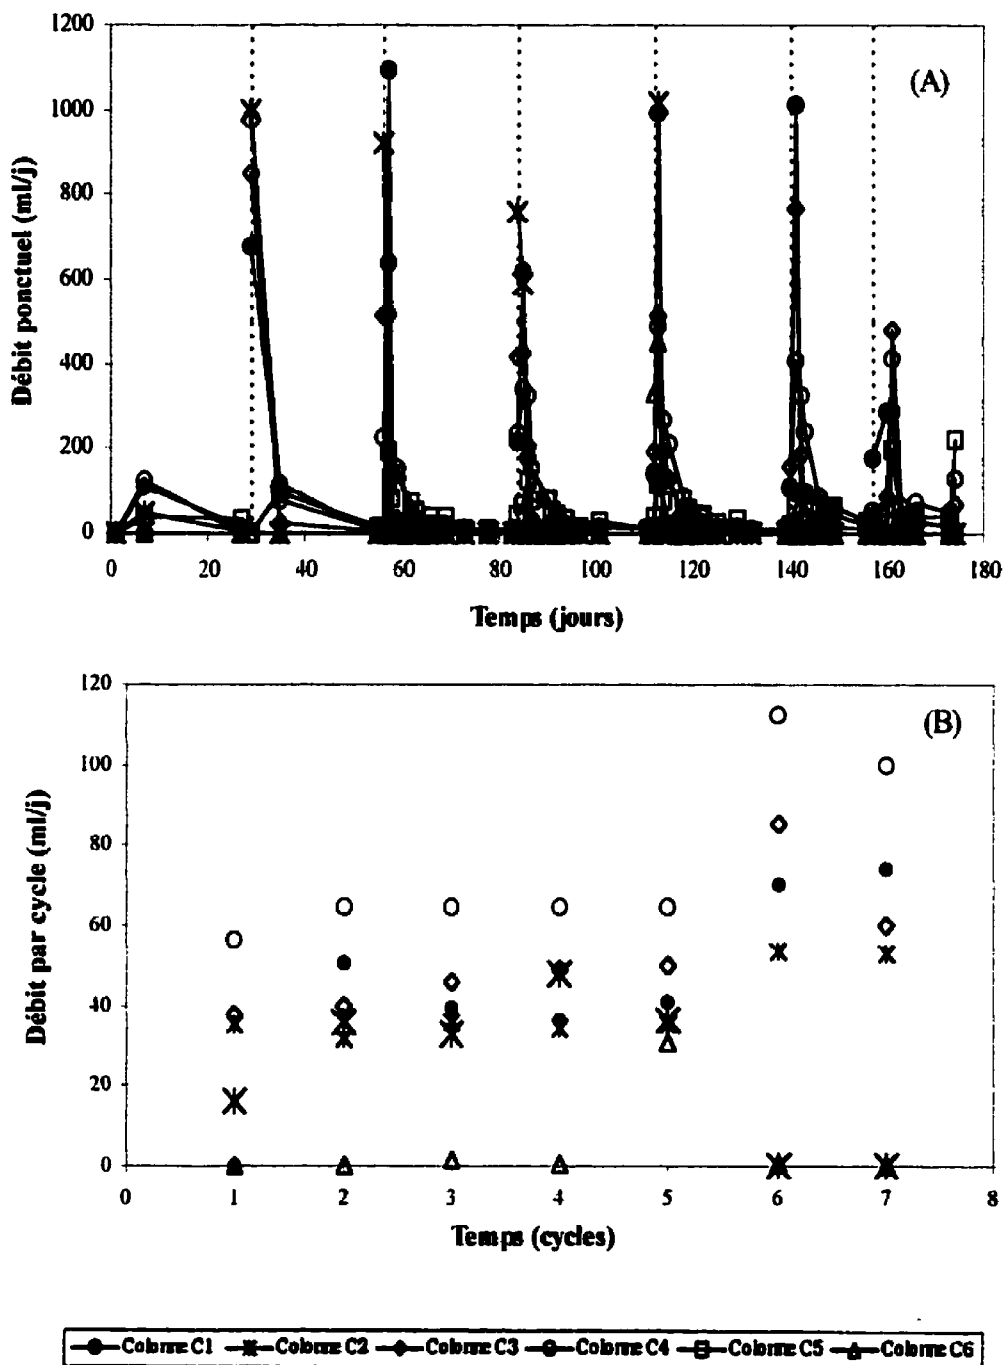 1200
1000
800
600
400
200
0
Débit ponctuel (ml/j)
(A)
0 20 40 60 80 100 120 140 160 180
Temps (jours)
120
100
80
60
40
20
0
Débit par cycle (ml/j)
(B)
0 1 2 3 4 5 6 7 8
Temps (cycles)
Colonne C1 Colonne C2 Colonne C3 Colonne C4 Colonne C5 Colonne C6